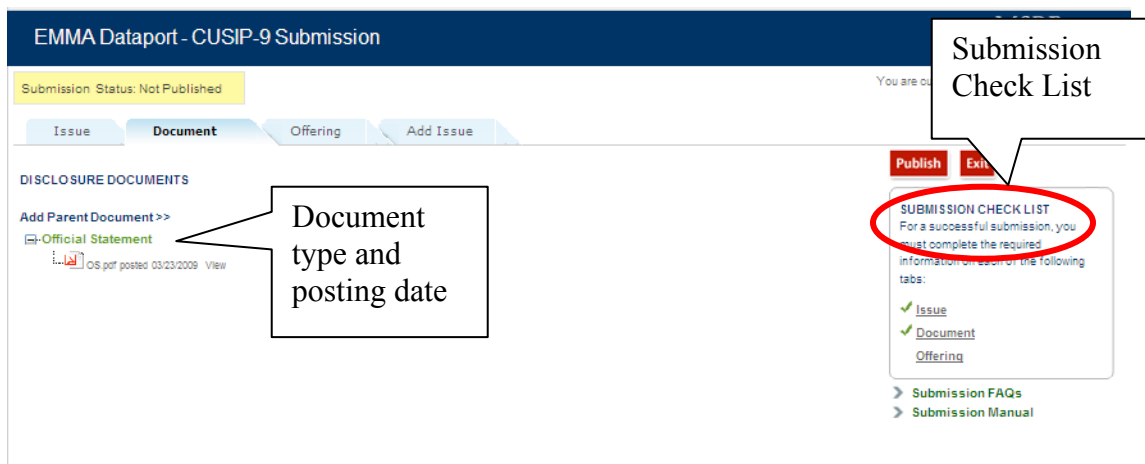 EMMA Dataport - CUSIP-9 Submission
Submission
Check List
Submission Status: Not Published
You are
Issue
Document
Offering
Add Issue
Publish
Exit
DISCLOSURE DOCUMENTS
Add Parent Document >>
Official Statement
OS.pdf posted 03/23/2009 View
Document
type and
posting date
SUBMISSION CHECK LIST
For a successful submission, you
must complete the required
information on each of the following
tabs:
Issue
Document
Offering
Submission FAQs
Submission Manual